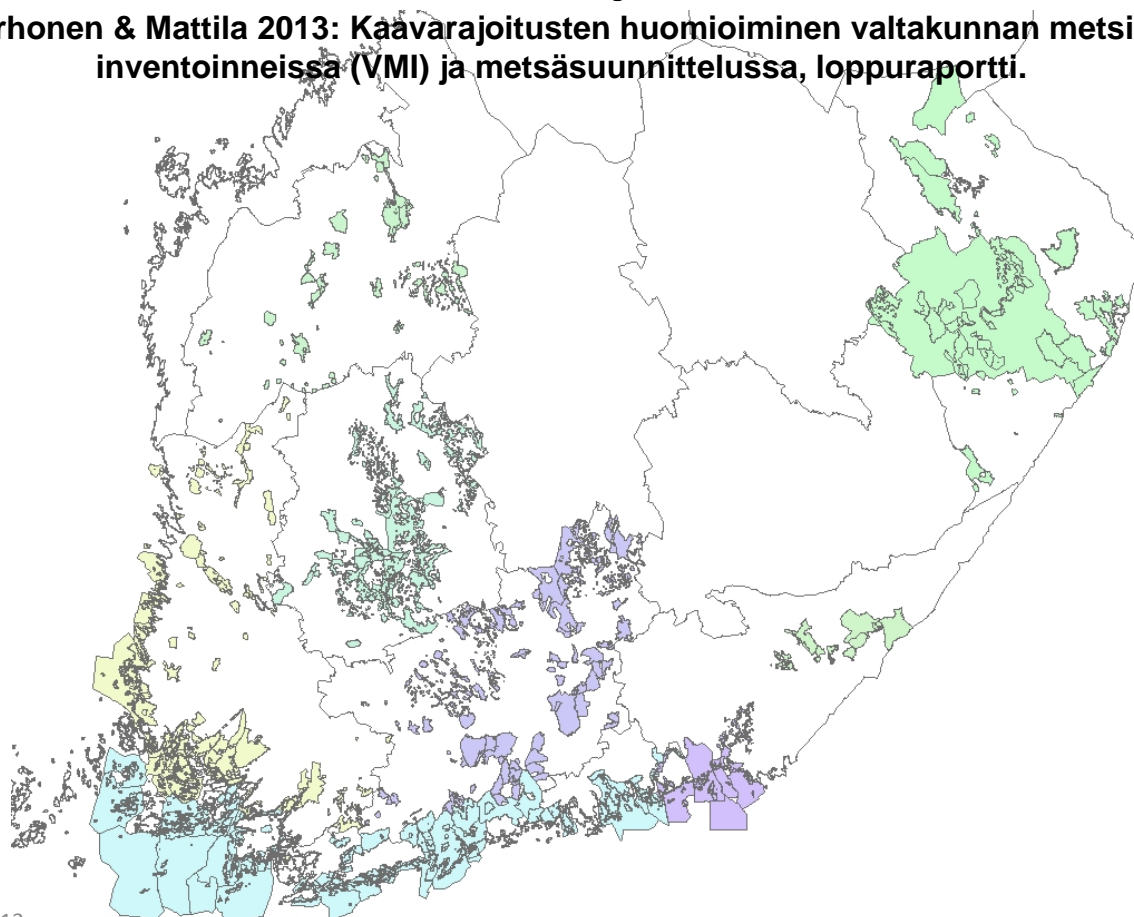 rhonen & Mattila 2013: Kaavarajoitusten huomioiminen valtakunnan metsi
inventoinneissa (VMI) ja metsäsuunnittelussa, loppuraportti.